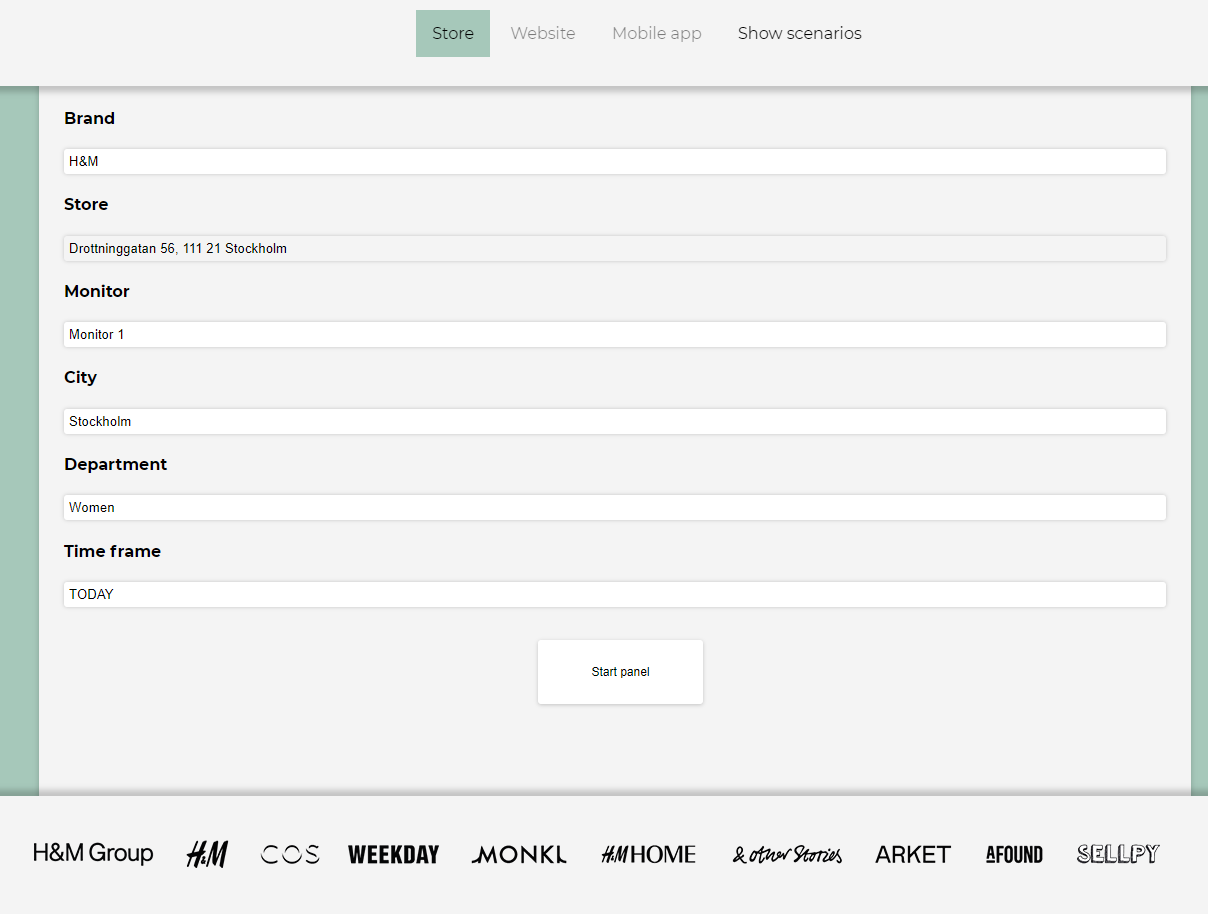 Store Website Mobile app Show scenarios
Brand
H&M
Store
Drottninggatan 56, 111 21 Stockholm
Monitor
Monitor 1
City
Stockholm
Department
Women
Time frame
TODAY
Start panel
H&M Group H&M COS WEEKDAY MONKI H&M HOME & other Stories ARKET AFOUND SELLPY